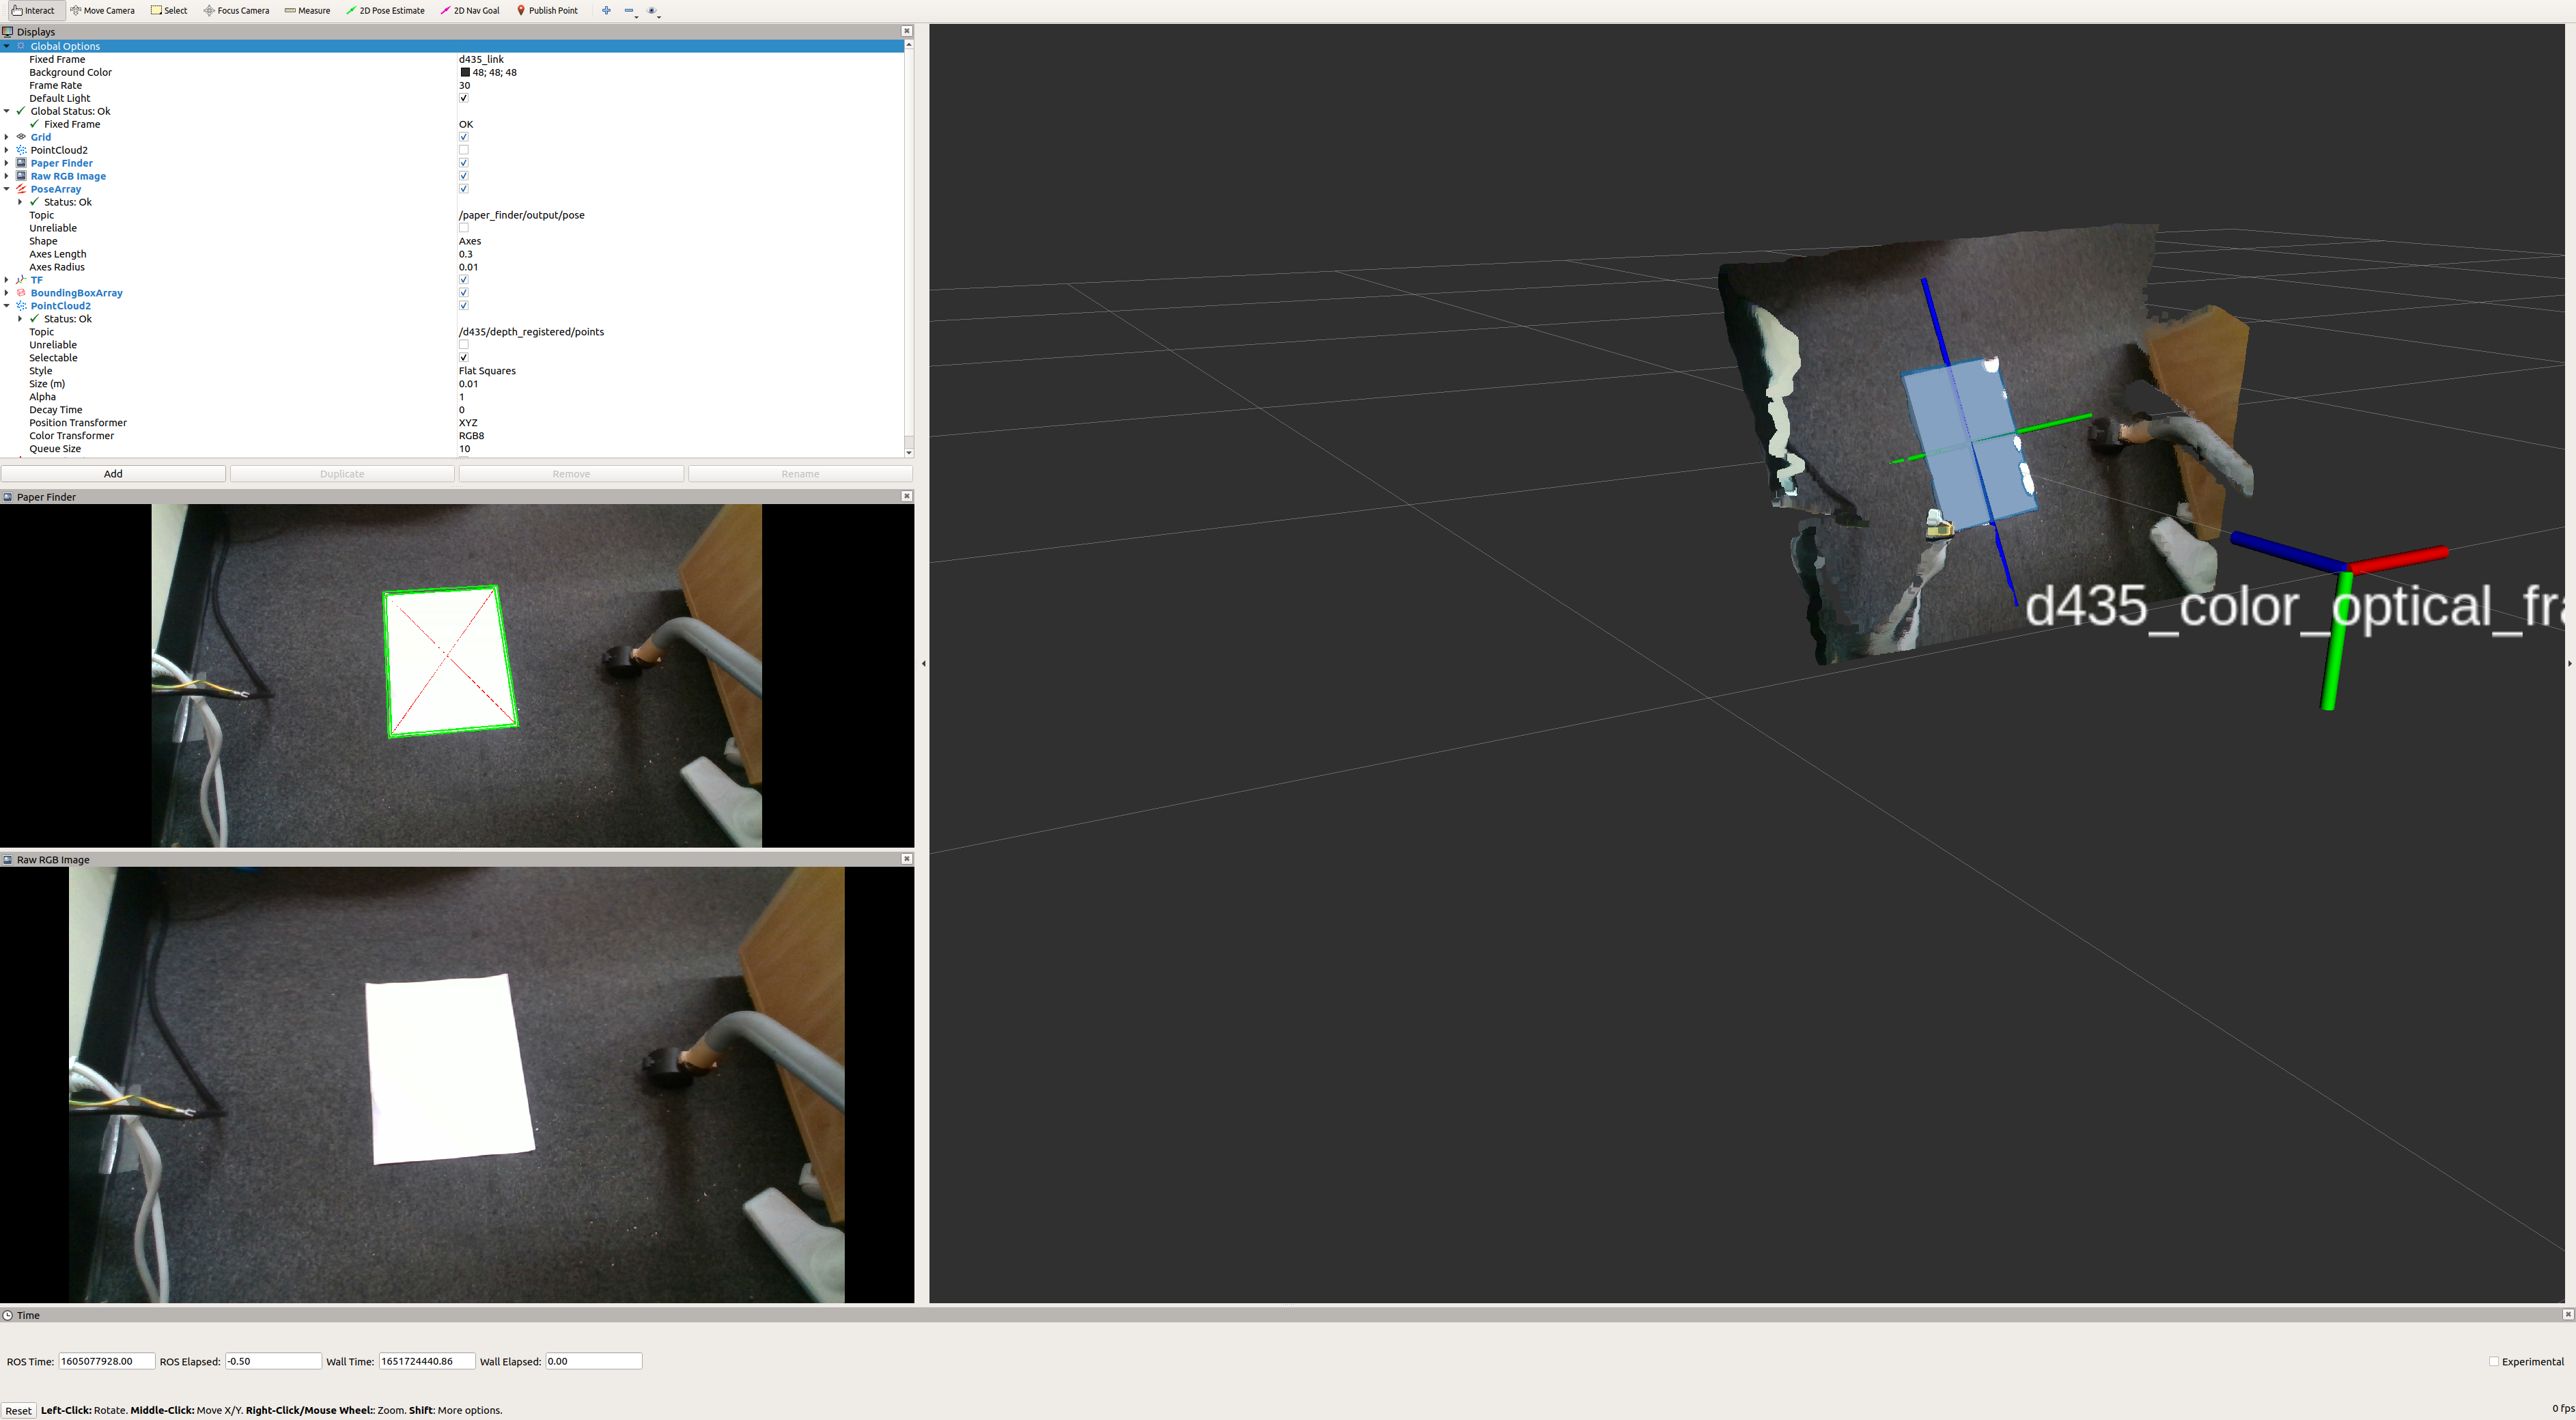 Interact Move Camera Select Focus Camera Measure 2D Pose Estimate 2D Nav Goal Publish Point
Displays
Global Options
Fixed Frame d435_link
Background Color 48; 48; 48
Frame Rate 30
Default Light
Global Status: Ok
Fixed Frame OK
Grid
PointCloud2
Paper Finder
Raw RGB Image
PoseArray
Status: Ok
Topic /paper_finder/output/pose
Unreliable
Shape Axes
Axes Length 0.3
Axes Radius 0.01
TF
BoundingBoxArray
PointCloud2
Status: Ok
Topic /d435/depth_registered/points
Unreliable
Selectable
Style Flat Squares
Size (m) 0.01
Alpha 1
Decay Time 0
Position Transformer XYZ
Color Transformer RGB8
Queue Size 10
Add Duplicate Remove Rename
Paper Finder
Raw RGB Image
d435_color_optical_fra
Time
ROS Time: 1605077928.00 ROS Elapsed: -0.50 Wall Time: 1651724440.86 Wall Elapsed: 0.00 Experimental
Reset Left-Click: Rotate. Middle-Click: Move X/Y. Right-Click/Mouse Wheel:: Zoom. Shift: More options. 0 fps